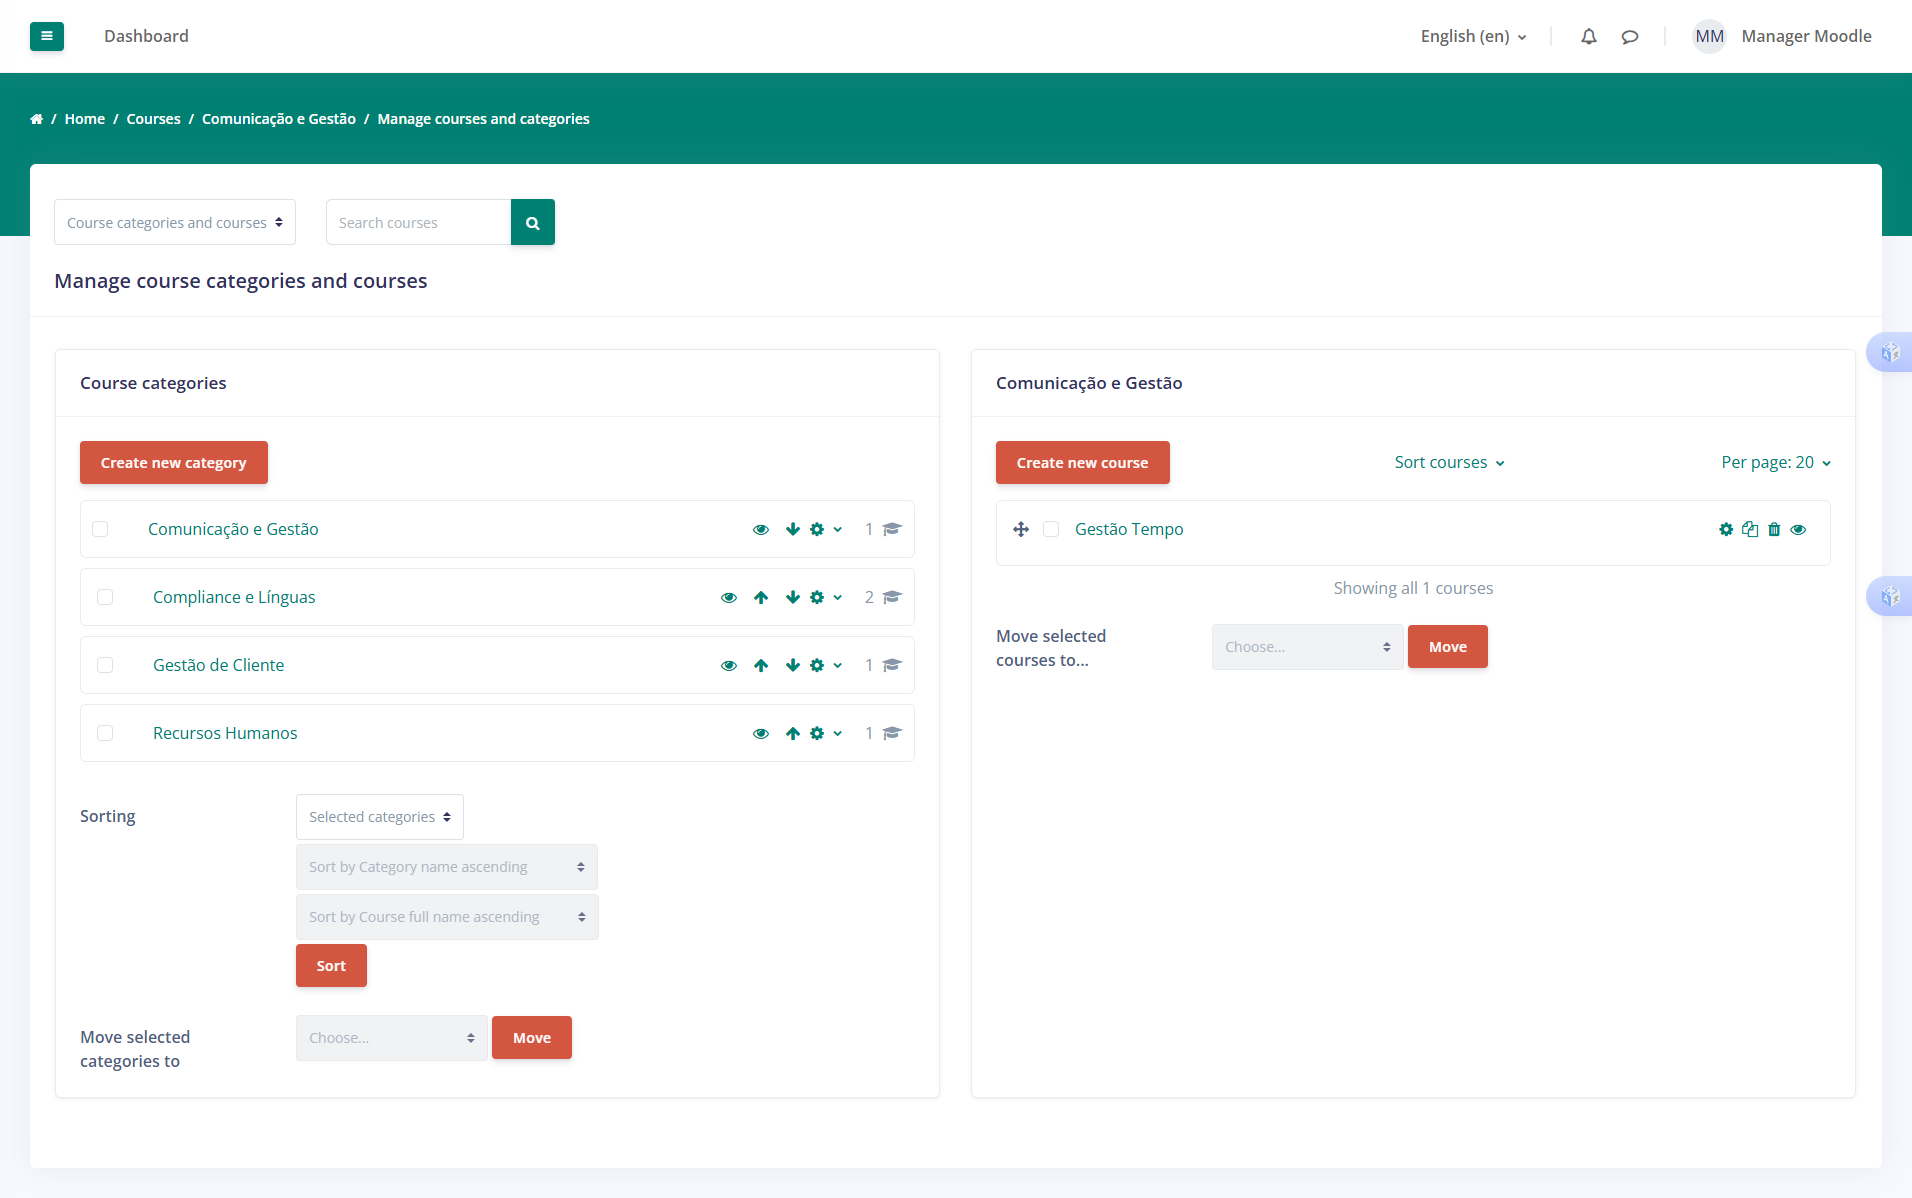 Dashboard
English (en)
MM
Manager Moodle
/ Home / Courses / Comunicação e Gestão / Manage courses and categories
Course categories and courses
Search courses
Manage course categories and courses
Course categories
Create new category
Comunicação e Gestão
1
Compliance e Línguas
2
Gestão de Cliente
1
Recursos Humanos
1
Sorting
Selected categories
Sort by Category name ascending
Sort by Course full name ascending
Sort
Move selected
categories to
Choose...
Move
Comunicação e Gestão
Create new course
Sort courses
Per page: 20
Gestão Tempo
Showing all 1 courses
Move selected
courses to...
Choose...
Move